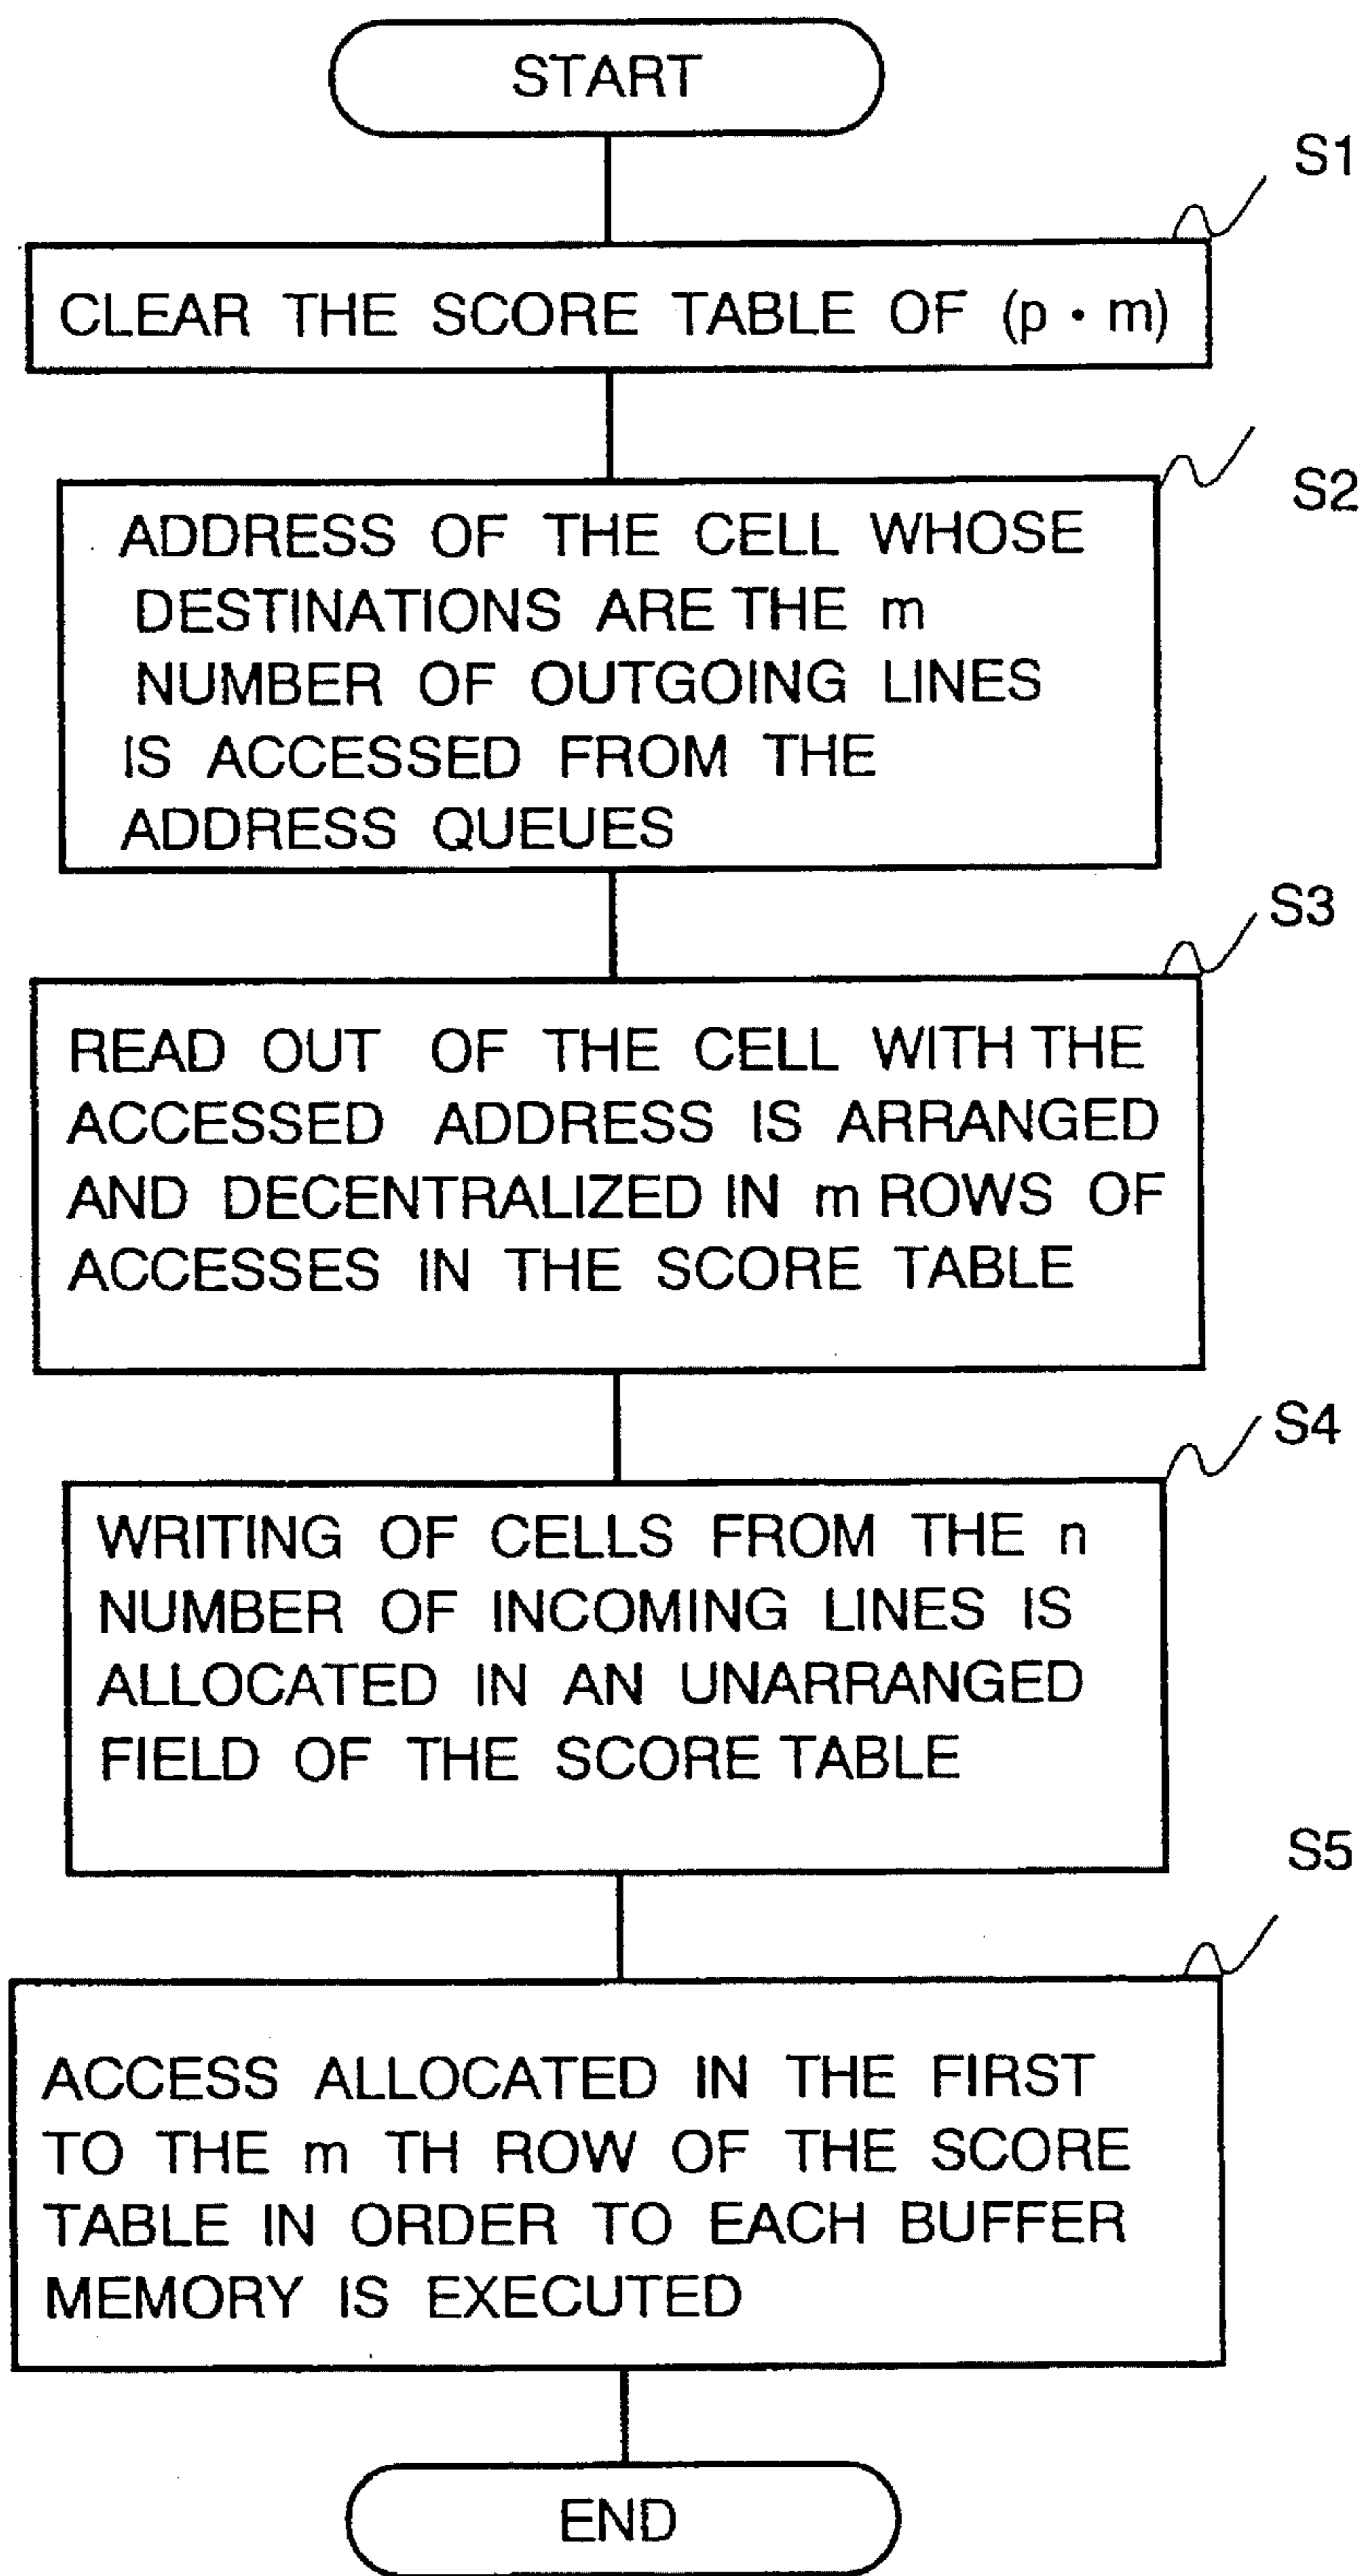 START
S1
CLEAR THE SCORE TABLE OF (p • m)
S2
ADDRESS OF THE CELL WHOSE
DESTINATIONS ARE THE m
NUMBER OF OUTGOING LINES
IS ACCESSED FROM THE
ADDRESS QUEUES
S3
READ OUT OF THE CELL WITH THE
ACCESSED ADDRESS IS ARRANGED
AND DECENTRALIZED IN m ROWS OF
ACCESSES IN THE SCORE TABLE
S4
WRITING OF CELLS FROM THE n
NUMBER OF INCOMING LINES IS
ALLOCATED IN AN UNARRANGED
FIELD OF THE SCORE TABLE
S5
ACCESS ALLOCATED IN THE FIRST
TO THE m TH ROW OF THE SCORE
TABLE IN ORDER TO EACH BUFFER
MEMORY IS EXECUTED
END